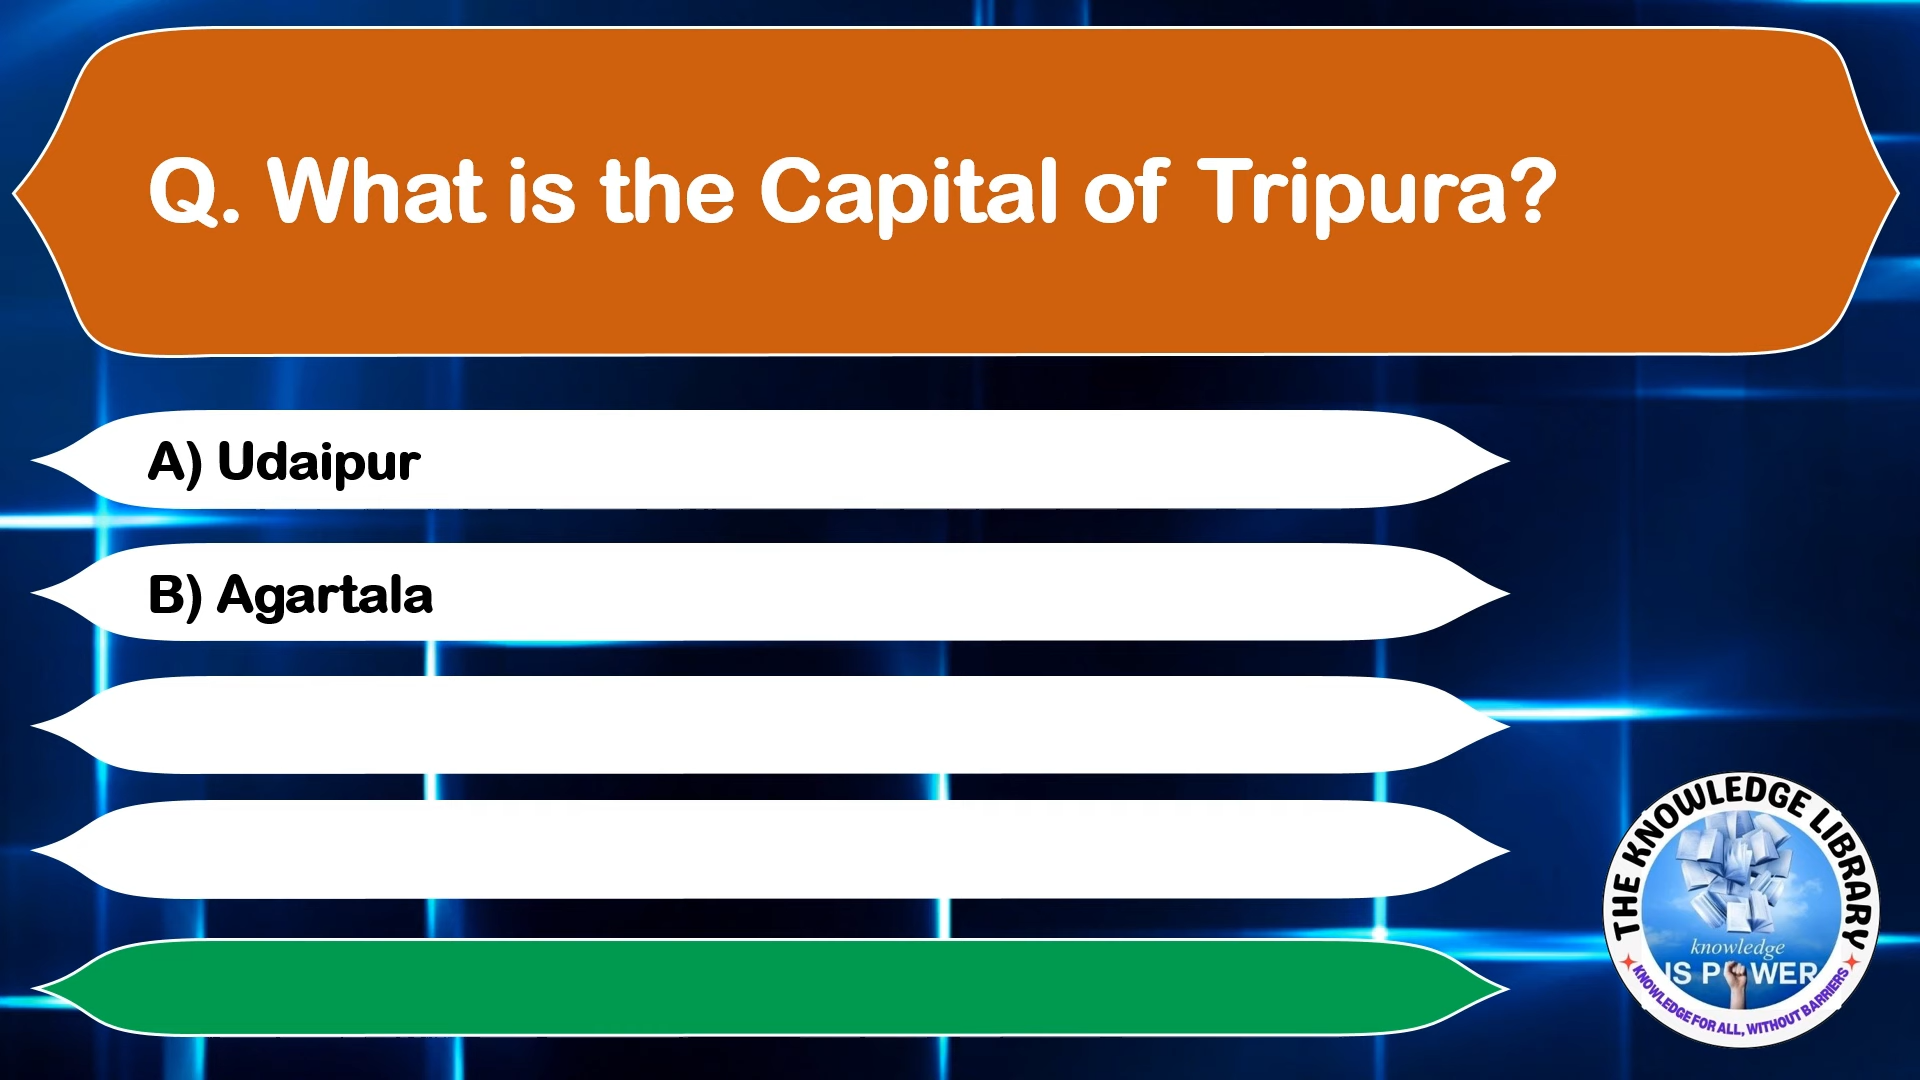 Q. What is the Capital of Tripura?
A) Udaipur
B) Agartala
THE KNOWLEDGE LIBRARY
knowledge
IS POWER
KNOWLEDGE FOR ALL, WITHOUT BARRIERS